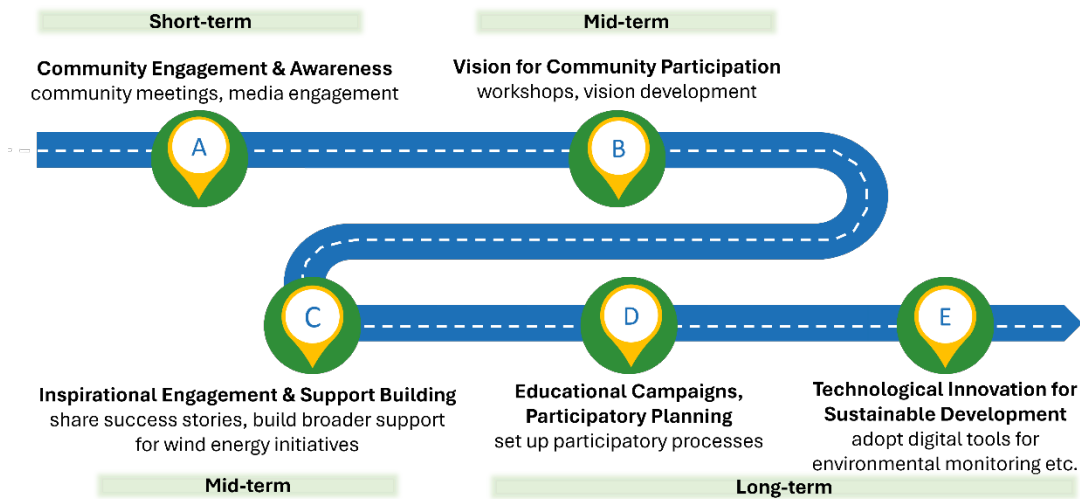 Short-term
Mid-term
Community Engagement & Awareness
community meetings, media engagement
Vision for Community Participation
workshops, vision development
A
B
C
D
E
Inspirational Engagement & Support Building
share success stories, build broader support
for wind energy initiatives
Educational Campaigns,
Participatory Planning
set up participatory processes
Technological Innovation for
Sustainable Development
adopt digital tools for
environmental monitoring etc.
Mid-term
Long-term